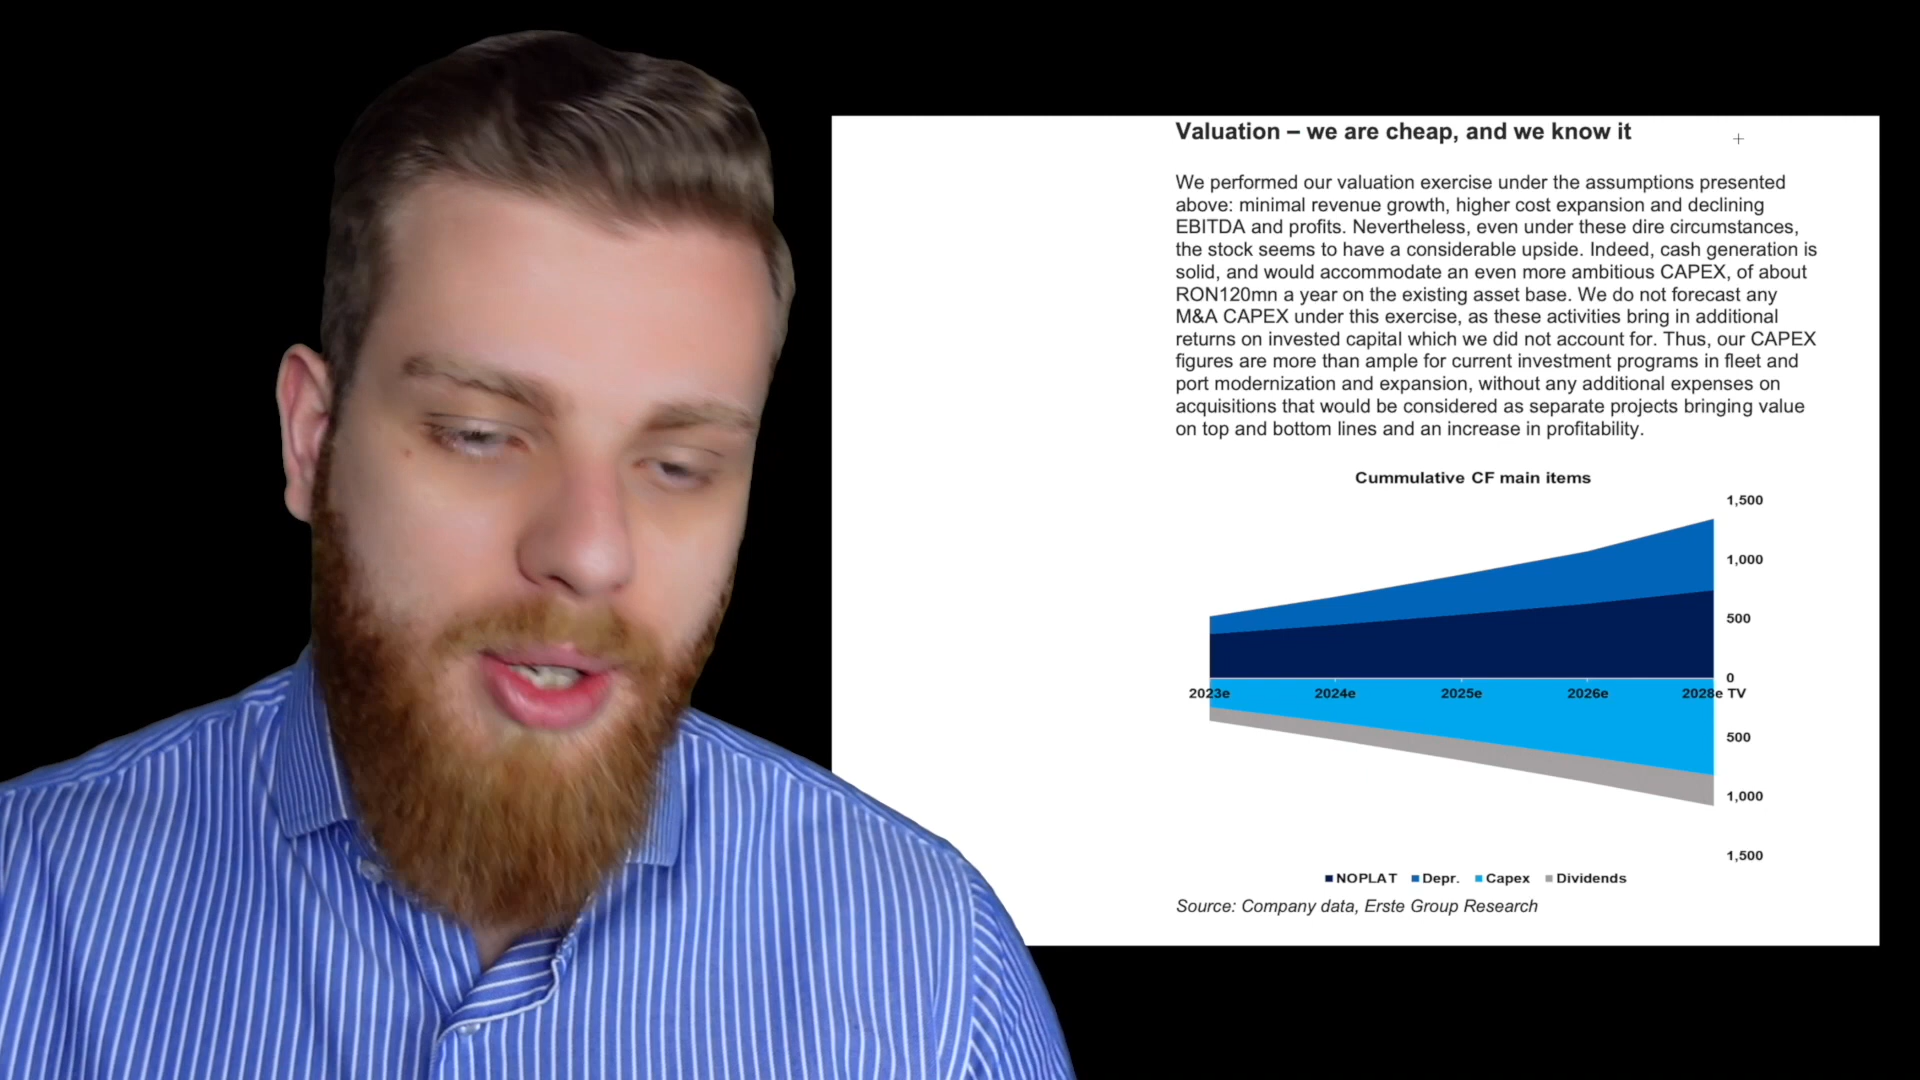 Valuation – we are cheap, and we know it
We performed our valuation exercise under the assumptions presented
above: minimal revenue growth, higher cost expansion and declining
EBITDA and profits. Nevertheless, even under these dire circumstances,
the stock seems to have a considerable upside. Indeed, cash generation is
solid, and would accommodate an even more ambitious CAPEX, of about
RON120mn a year on the existing asset base. We do not forecast any
M&A CAPEX under this exercise, as these activities bring in additional
returns on invested capital which we did not account for. Thus, our CAPEX
figures are more than ample for current investment programs in fleet and
port modernization and expansion, without any additional expenses on
acquisitions that would be considered as separate projects bringing value
on top and bottom lines and an increase in profitability.
Cummulative CF main items
1,500
1,000
500
0
2023e 2024e 2025e 2026e 2028e TV
500
1,000
1,500
NOPLAT Depr. Capex Dividends
Source: Company data, Erste Group Research